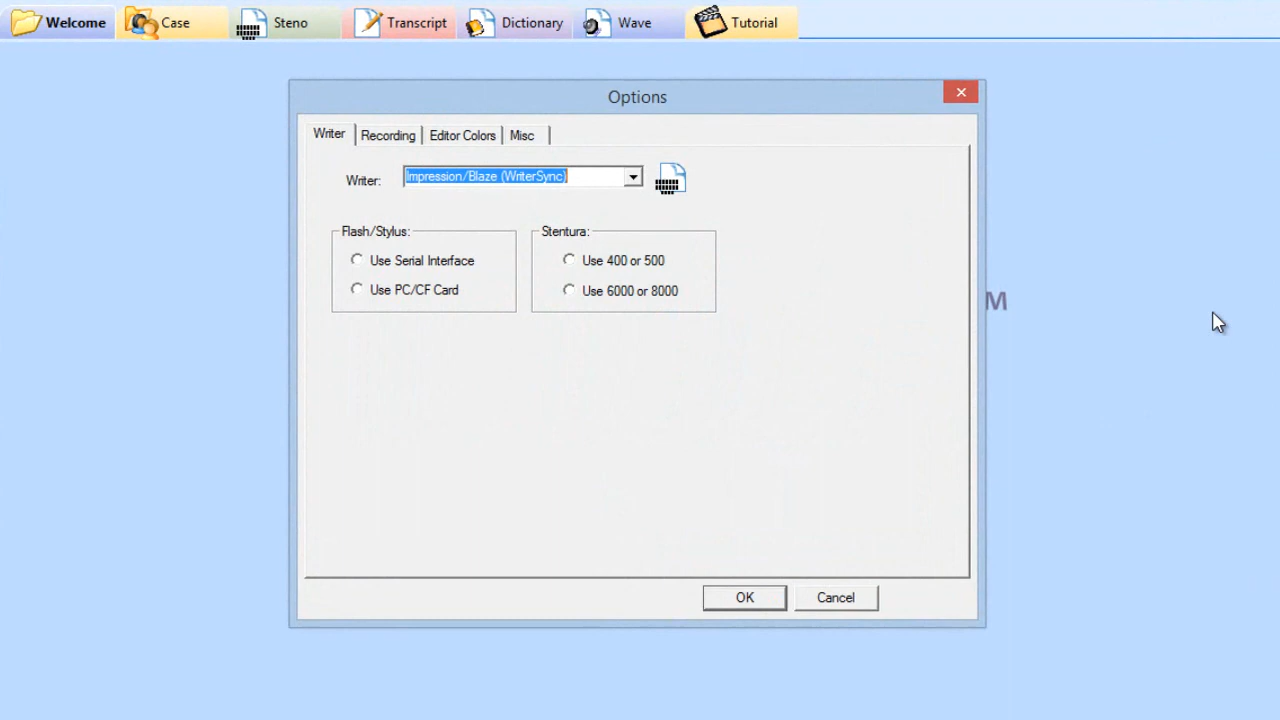 Welcome Case Steno Transcript Dictionary Wave Tutorial
Options
Writer Recording Editor Colors Misc
Writer: Impression/Blaze (WriterSync)
Flash/Stylus: Stentura:
Use Serial Interface Use 400 or 500
Use PC/CF Card Use 6000 or 8000
M
OK Cancel